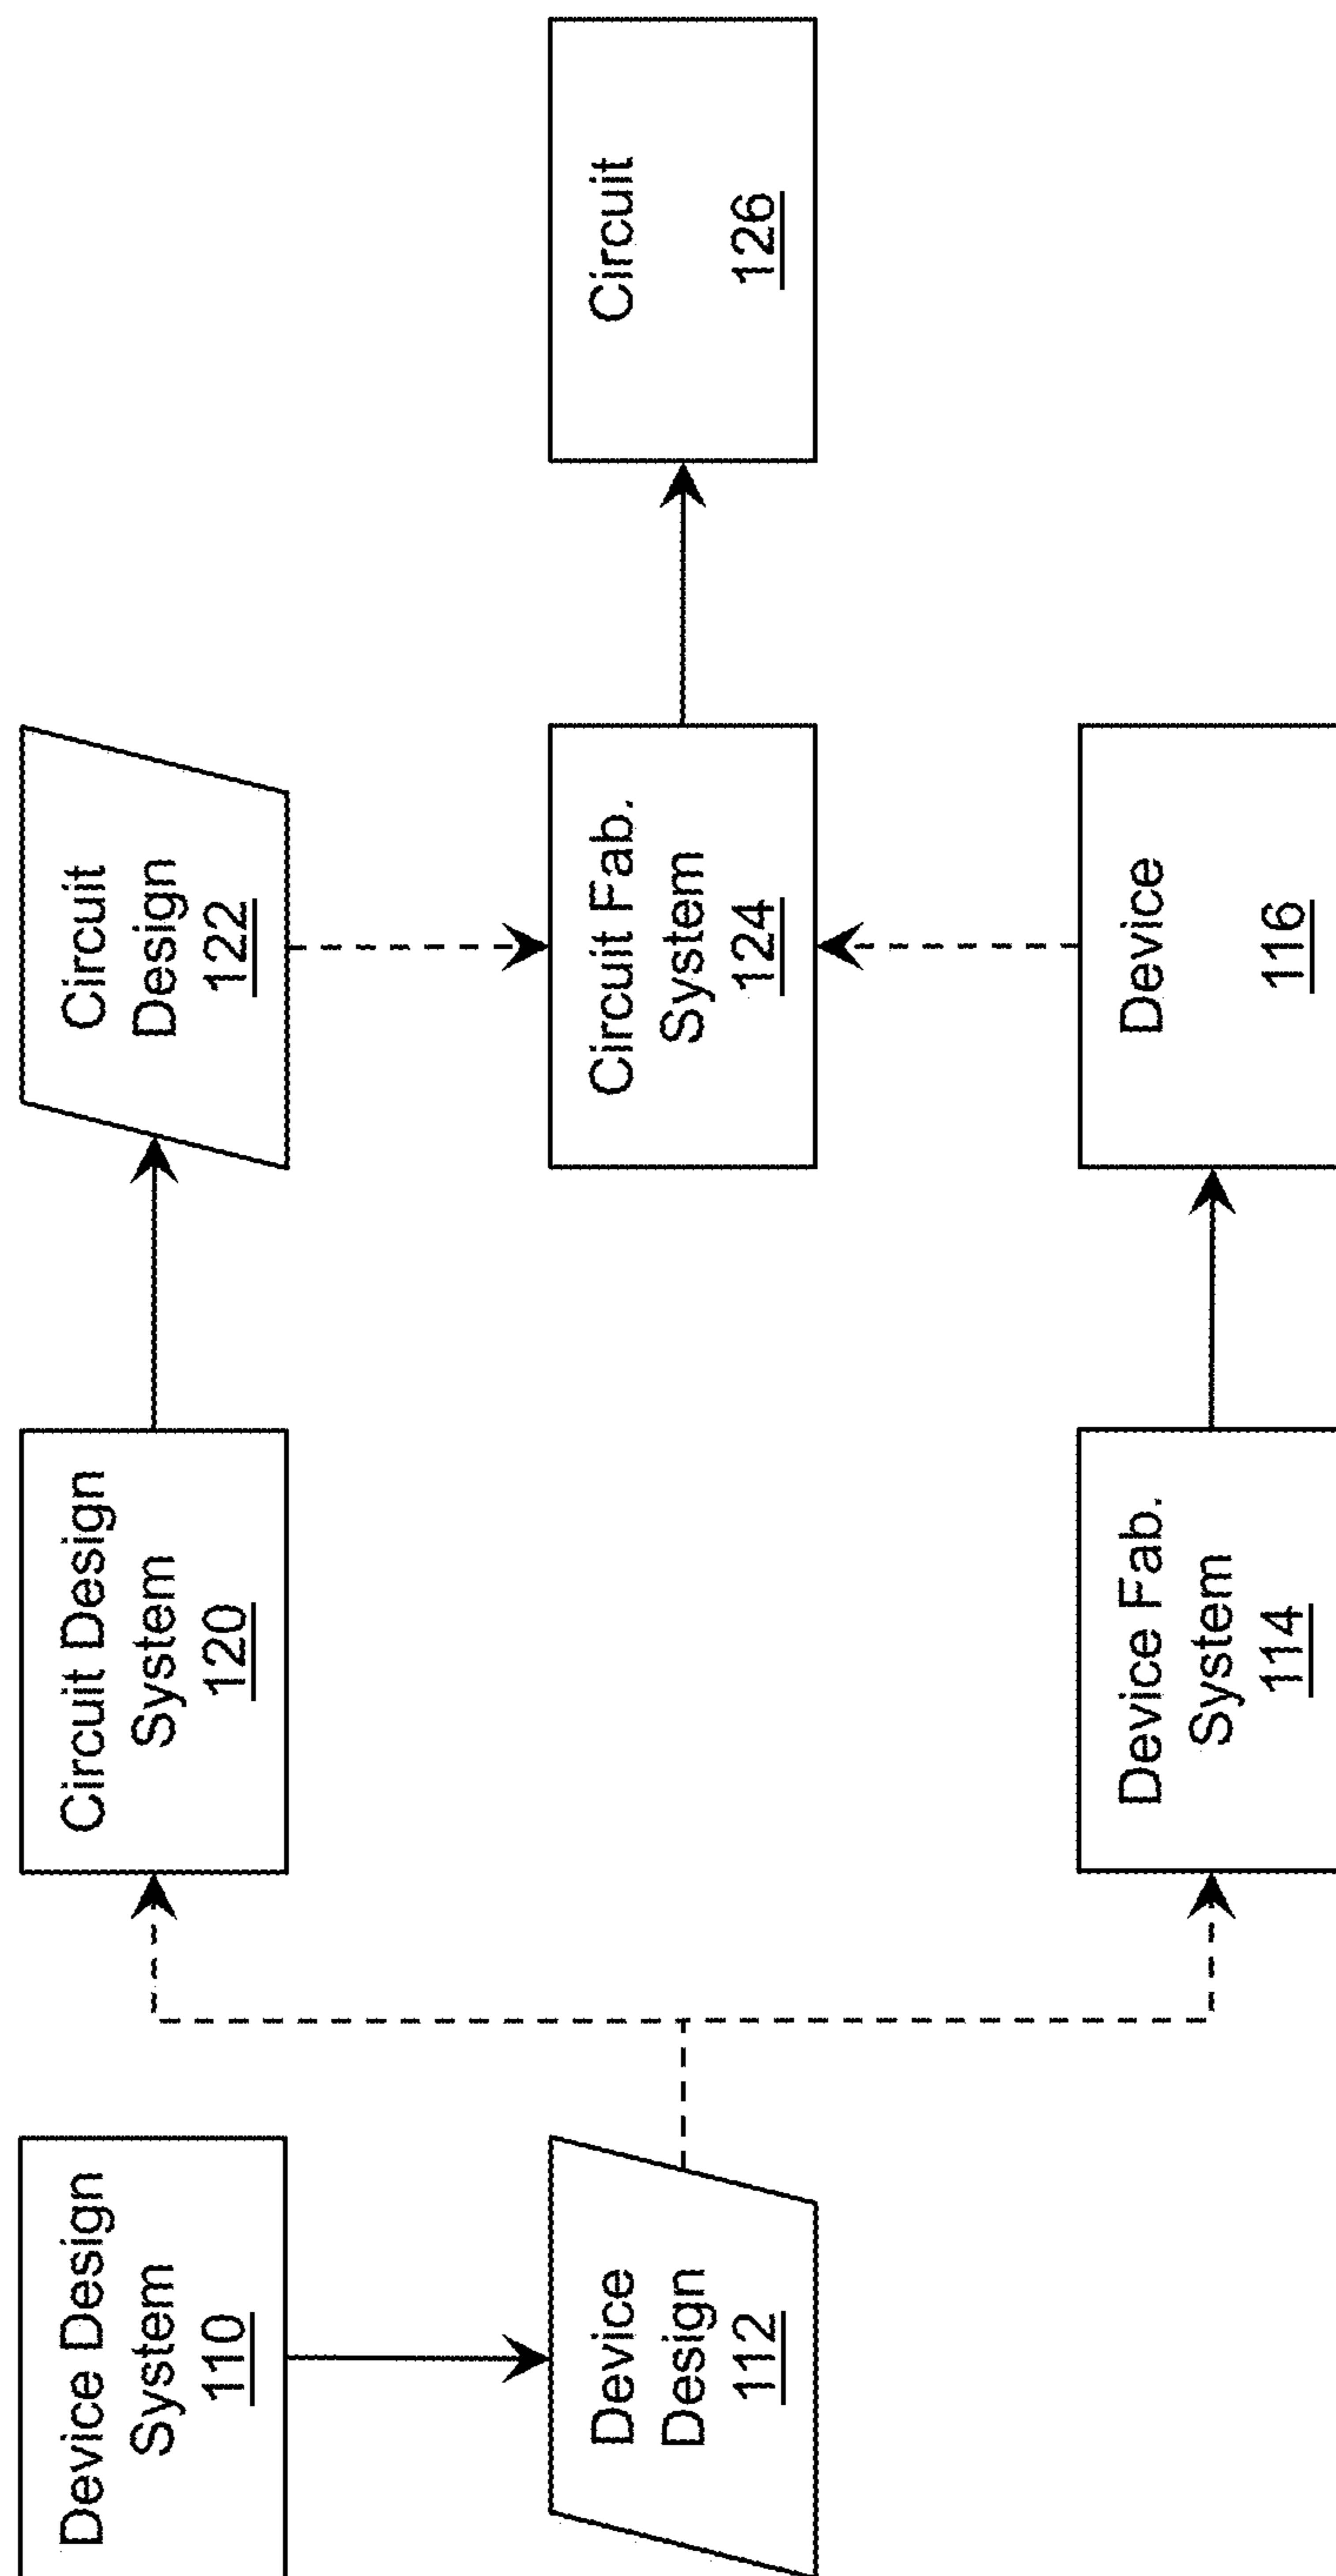 Device Design
System
110
Circuit Design
System
120
Circuit
Design
122
Device
Design
112
Circuit Fab.
System
124
Circuit
126
Device Fab.
System
114
Device
116